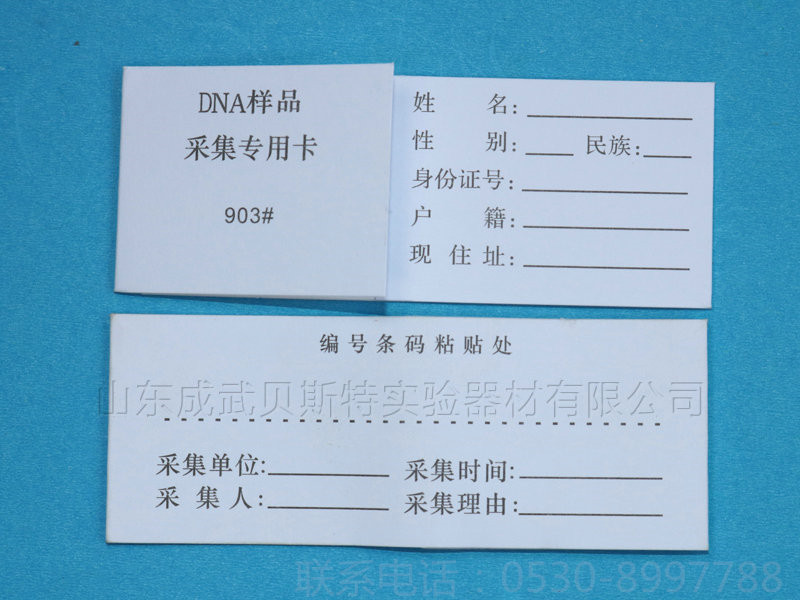 DNA样品
采集专用卡
903#
姓 名:
性 别: 民族:
身份证号:
户 籍:
现 住 址:
编号条码粘贴处
山东成武贝斯特实验器材有限公司
采集单位: 采集时间:
采 集 人: 采集理由:
联系电话:0530-8997788